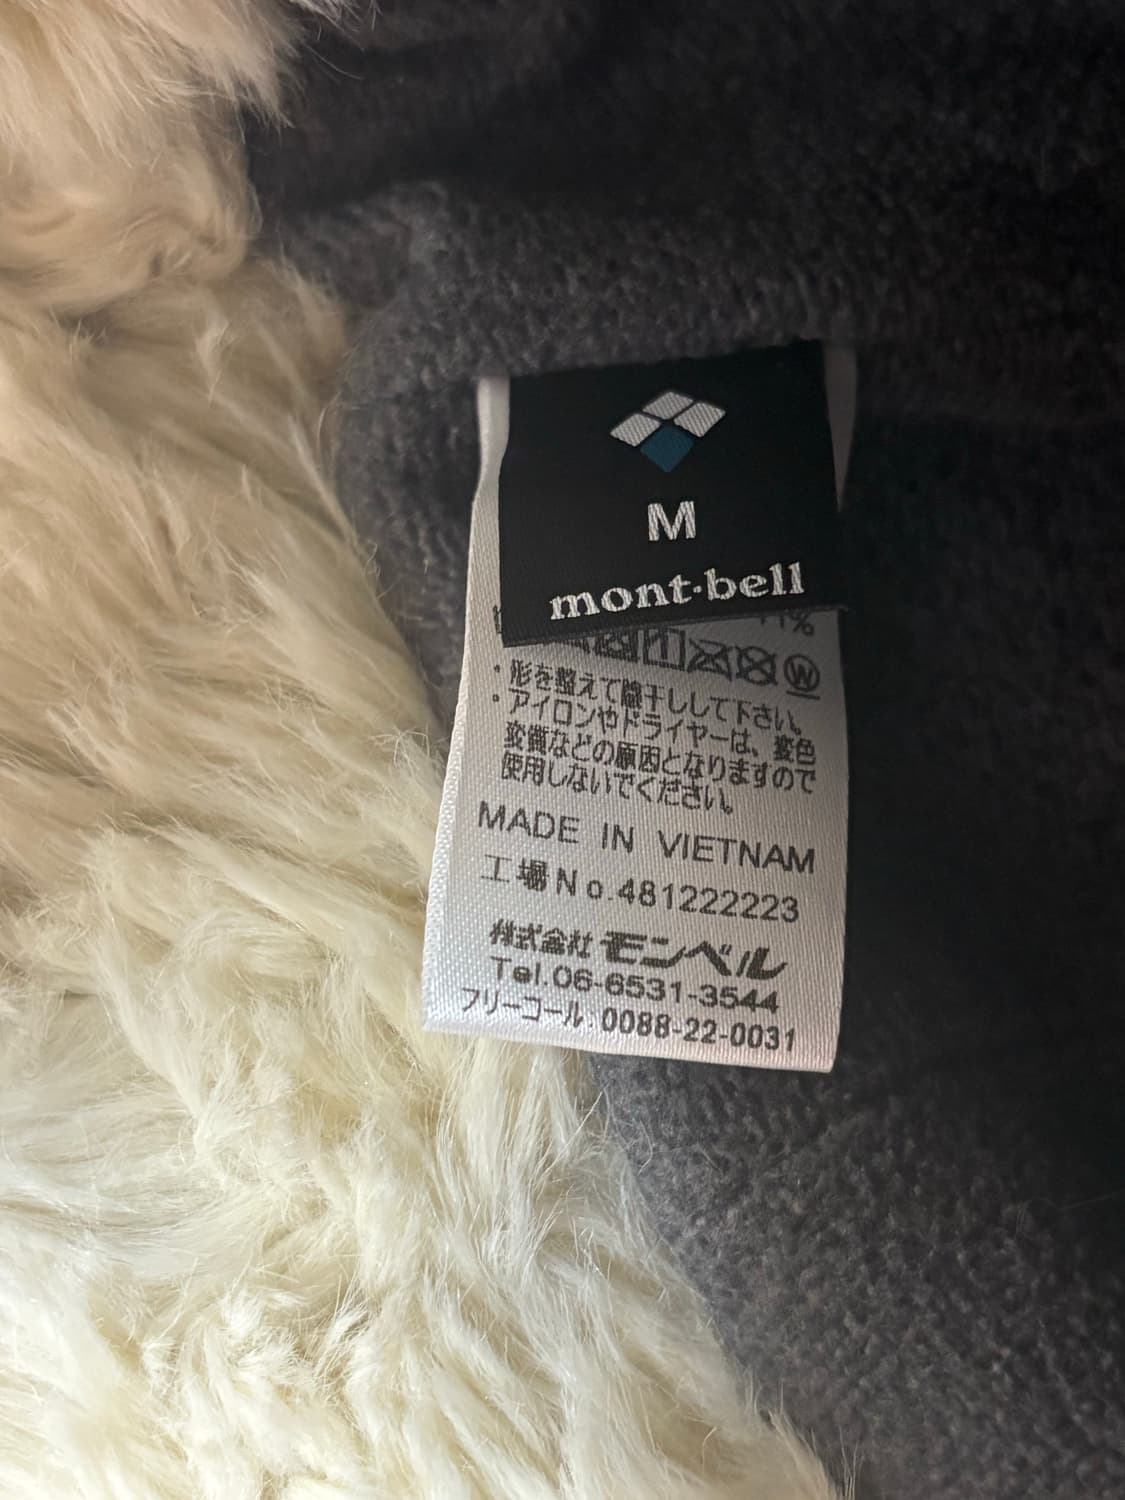 M
mont·bell
11%
W
・形を整えて陰干しして下さい。
・アイロンやドライヤーは、変色
変質などの原因となりますので
使用しないでください。
MADE IN VIETNAM
工場No.481222223
株式会社モンベル
Tel.06-6531-3544
フリーコール:0088-22-0031